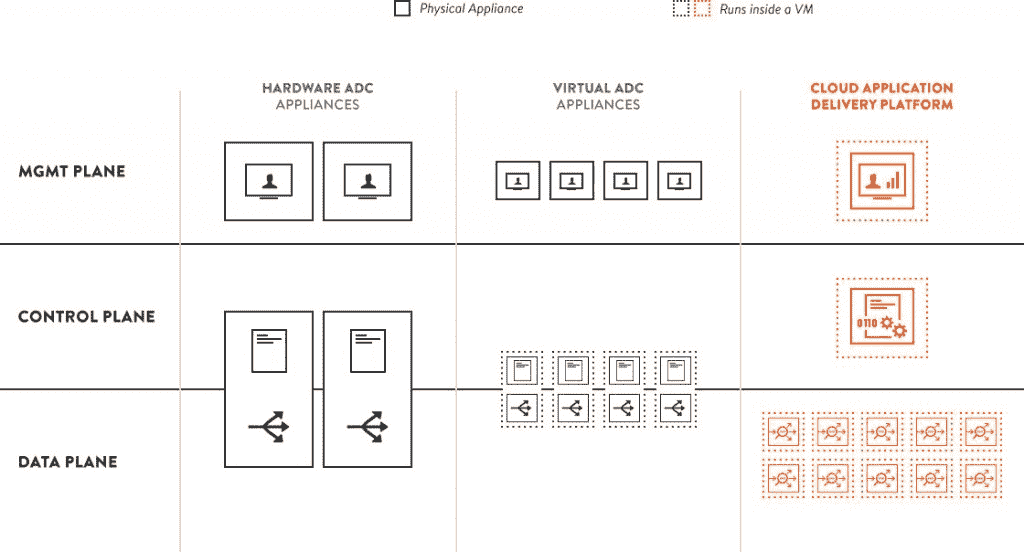 Physical Appliance
Runs inside a VM
HARDWARE ADC
APPLIANCES
VIRTUAL ADC
APPLIANCES
CLOUD APPLICATION
DELIVERY PLATFORM
MGMT PLANE
CONTROL PLANE
0110
DATA PLANE